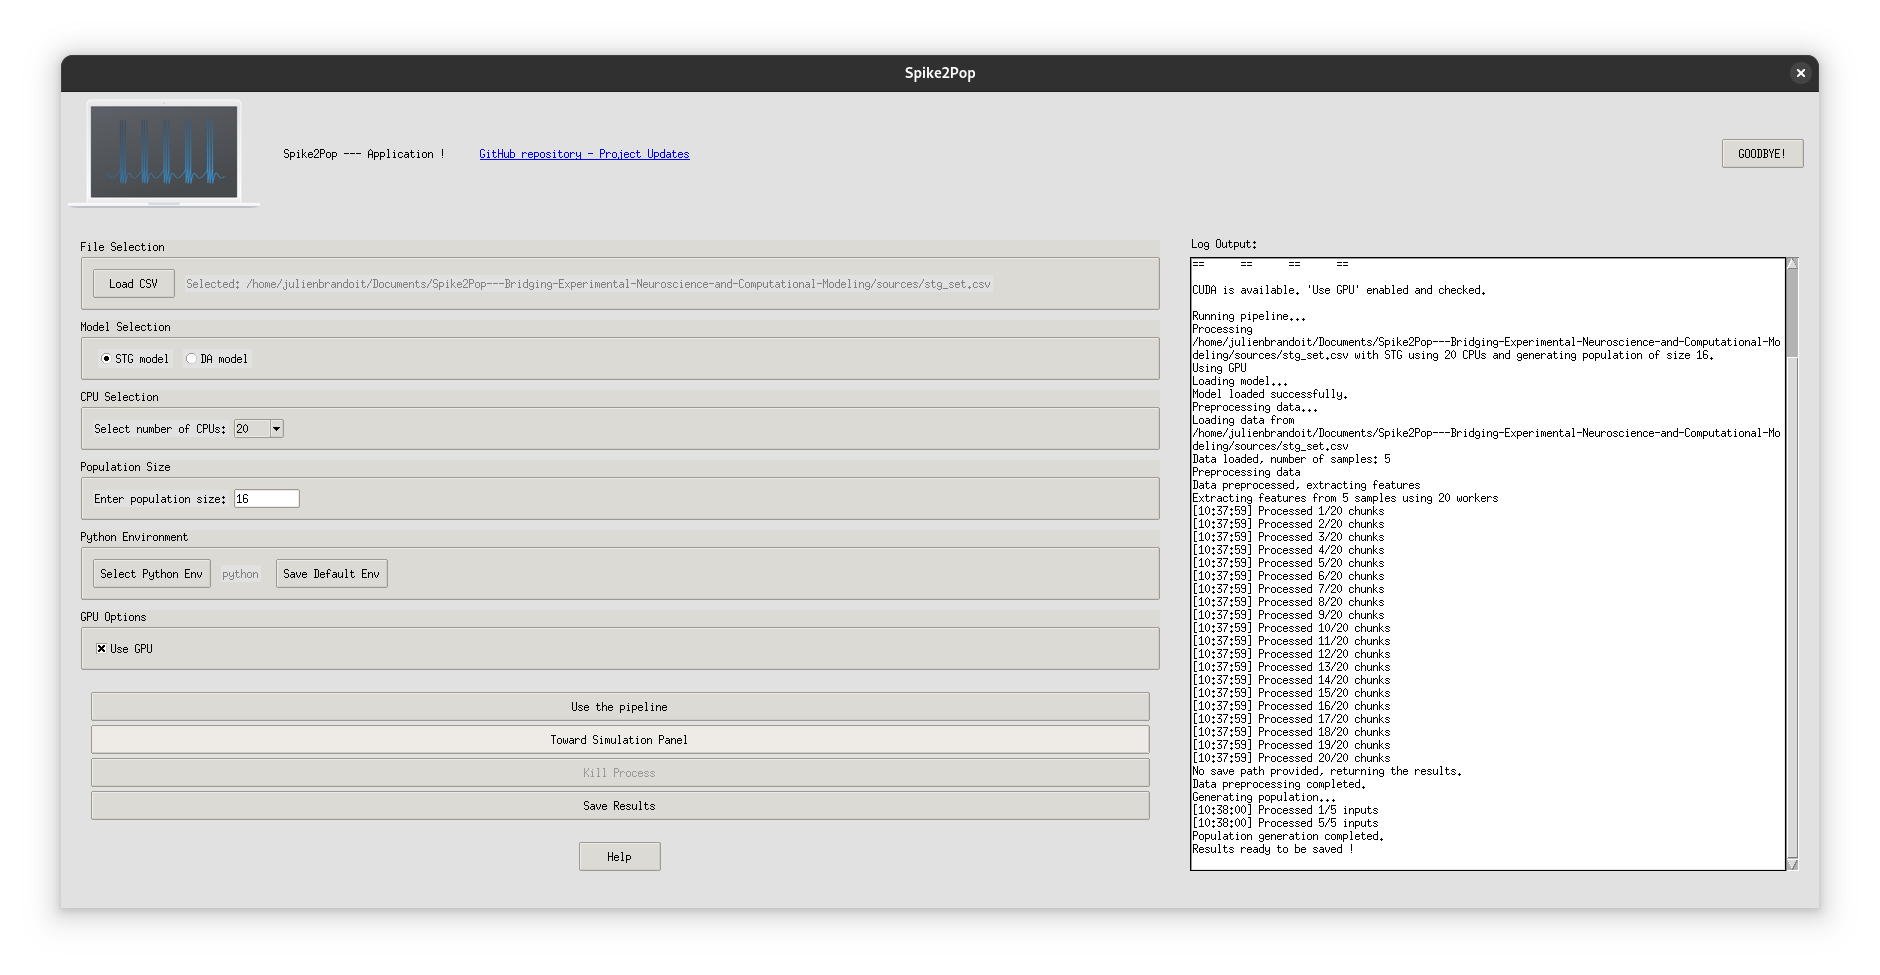 Spike2Pop
Spike2Pop --- Application !
GitHub repository - Project Updates
GOODBYE!
File Selection
Load CSV
Selected: /home/julienbrandoit/Documents/Spike2Pop---Bridging-Experimental-Neuroscience-and-Computational-Modeling/sources/stg_set.csv
Model Selection
STG model
DA model
CPU Selection
Select number of CPUs:
20
Population Size
Enter population size:
16
Python Environment
Select Python Env
python
Save Default Env
GPU Options
Use GPU
Use the pipeline
Toward Simulation Panel
Kill Process
Save Results
Help
Log Output:
== == == ==
CUDA is available. 'Use GPU' enabled and checked.
Running pipeline...
Processing
/home/julienbrandoit/Documents/Spike2Pop---Bridging-Experimental-Neuroscience-and-Computational-Mo
deling/sources/stg_set.csv with STG using 20 CPUs and generating population of size 16.
Using GPU
Loading model...
Model loaded successfully.
Preprocessing data...
Loading data from
/home/julienbrandoit/Documents/Spike2Pop---Bridging-Experimental-Neuroscience-and-Computational-Mo
deling/sources/stg_set.csv
Data loaded, number of samples: 5
Preprocessing data
Data preprocessed, extracting features
Extracting features from 5 samples using 20 workers
[10:37:59] Processed 1/20 chunks
[10:37:59] Processed 2/20 chunks
[10:37:59] Processed 3/20 chunks
[10:37:59] Processed 4/20 chunks
[10:37:59] Processed 5/20 chunks
[10:37:59] Processed 6/20 chunks
[10:37:59] Processed 7/20 chunks
[10:37:59] Processed 8/20 chunks
[10:37:59] Processed 9/20 chunks
[10:37:59] Processed 10/20 chunks
[10:37:59] Processed 11/20 chunks
[10:37:59] Processed 12/20 chunks
[10:37:59] Processed 13/20 chunks
[10:37:59] Processed 14/20 chunks
[10:37:59] Processed 15/20 chunks
[10:37:59] Processed 16/20 chunks
[10:37:59] Processed 17/20 chunks
[10:37:59] Processed 18/20 chunks
[10:37:59] Processed 19/20 chunks
[10:37:59] Processed 20/20 chunks
No save path provided, returning the results.
Data preprocessing completed.
Generating population...
[10:38:00] Processed 1/5 inputs
[10:38:00] Processed 5/5 inputs
Population generation completed.
Results ready to be saved !